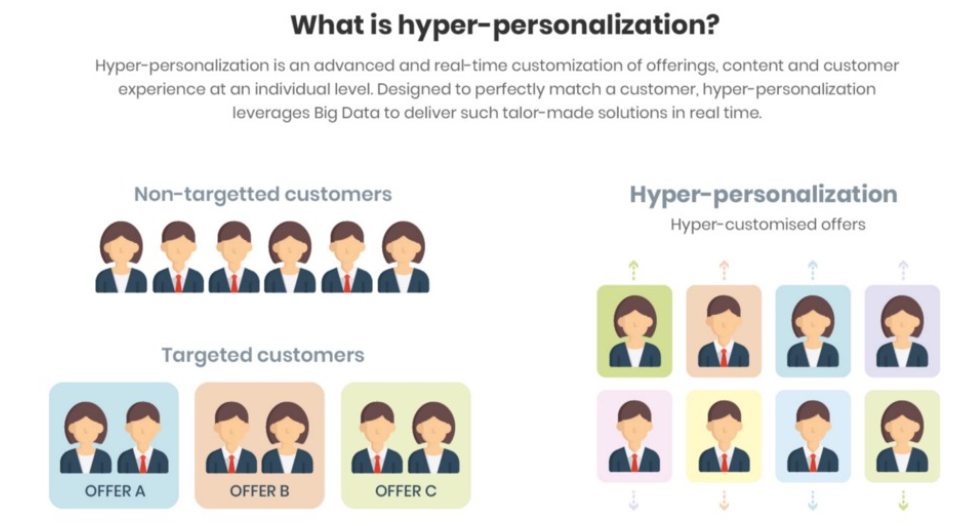 What is hyper-personalization?
Hyper-personalization is an advanced and real-time customization of offerings, content and customer
experience at an individual level. Designed to perfectly match a customer, hyper-personalization
leverages Big Data to deliver such talor-made solutions in real time.
Non-targetted customers
Targeted customers
OFFER A
OFFER B
OFFER C
Hyper-personalization
Hyper-customised offers